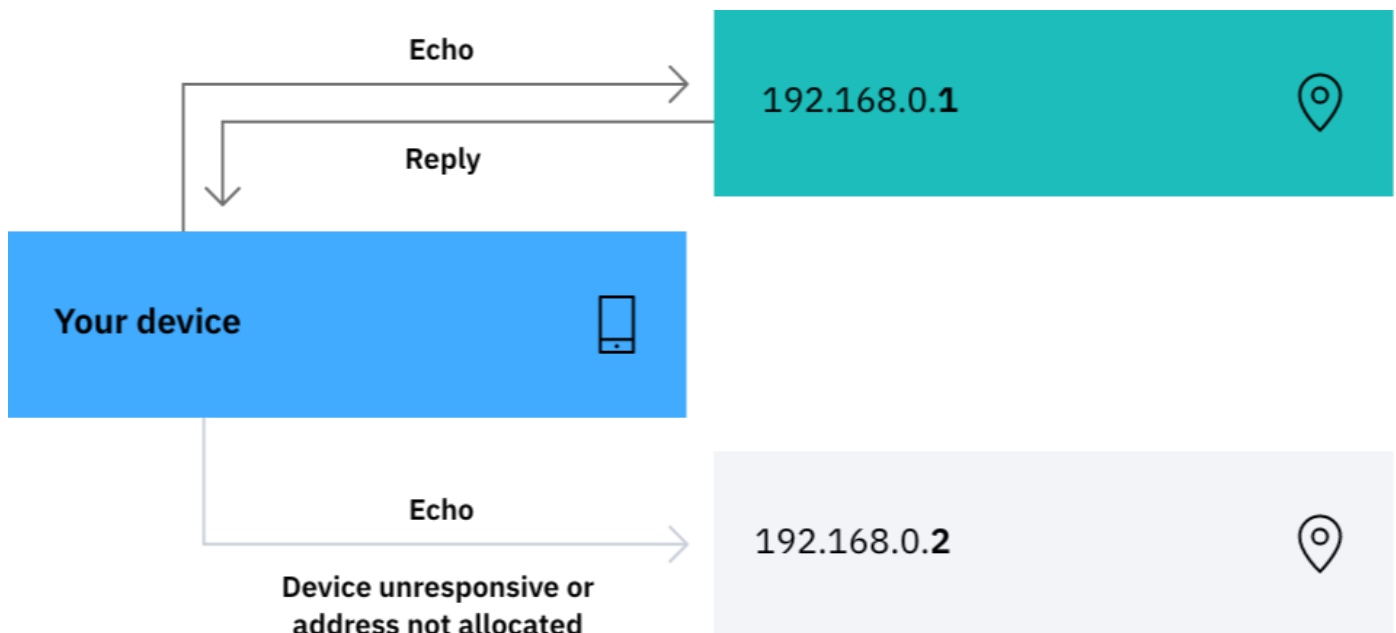 Echo
192.168.0.1
Reply
Your device
Echo
192.168.0.2
Device unresponsive or
address not allocated